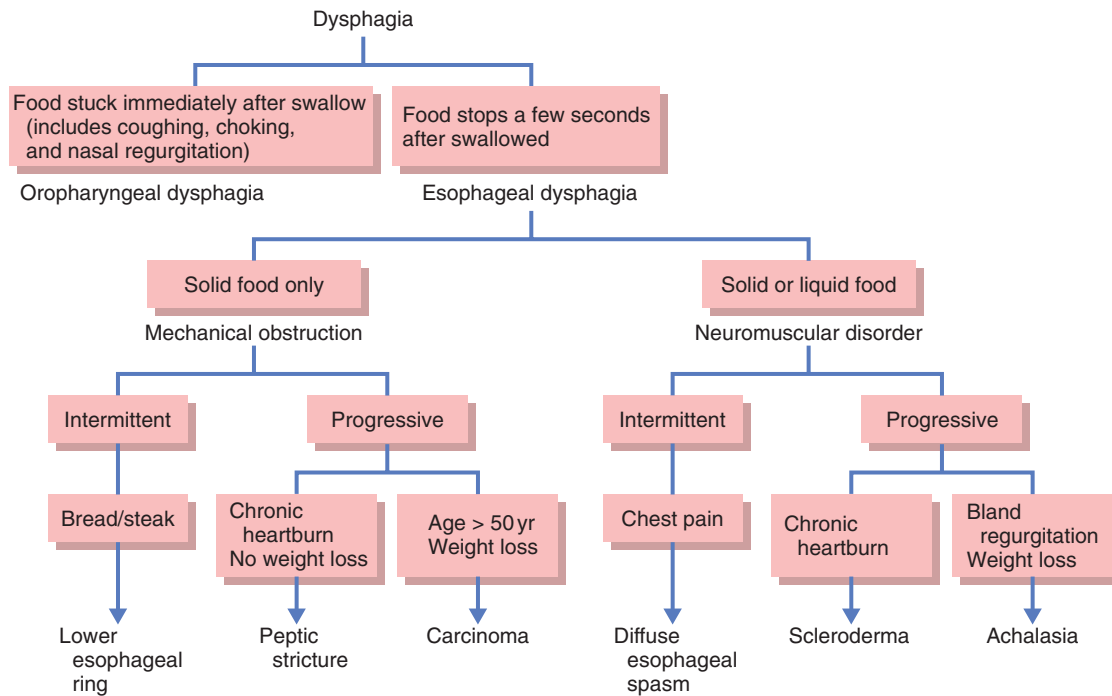 Dysphagia
Food stuck immediately after swallow
(includes coughing, choking,
and nasal regurgitation)
Food stops a few seconds
after swallowed
Oropharyngeal dysphagia
Esophageal dysphagia
Solid food only
Solid or liquid food
Mechanical obstruction
Neuromuscular disorder
Intermittent
Progressive
Intermittent
Progressive
Bread/steak
Chronic
heartburn
No weight loss
Age > 50 yr
Weight loss
Chest pain
Chronic
heartburn
Bland
regurgitation
Weight loss
Lower
esophageal
ring
Peptic
stricture
Carcinoma
Diffuse
esophageal
spasm
Scleroderma
Achalasia